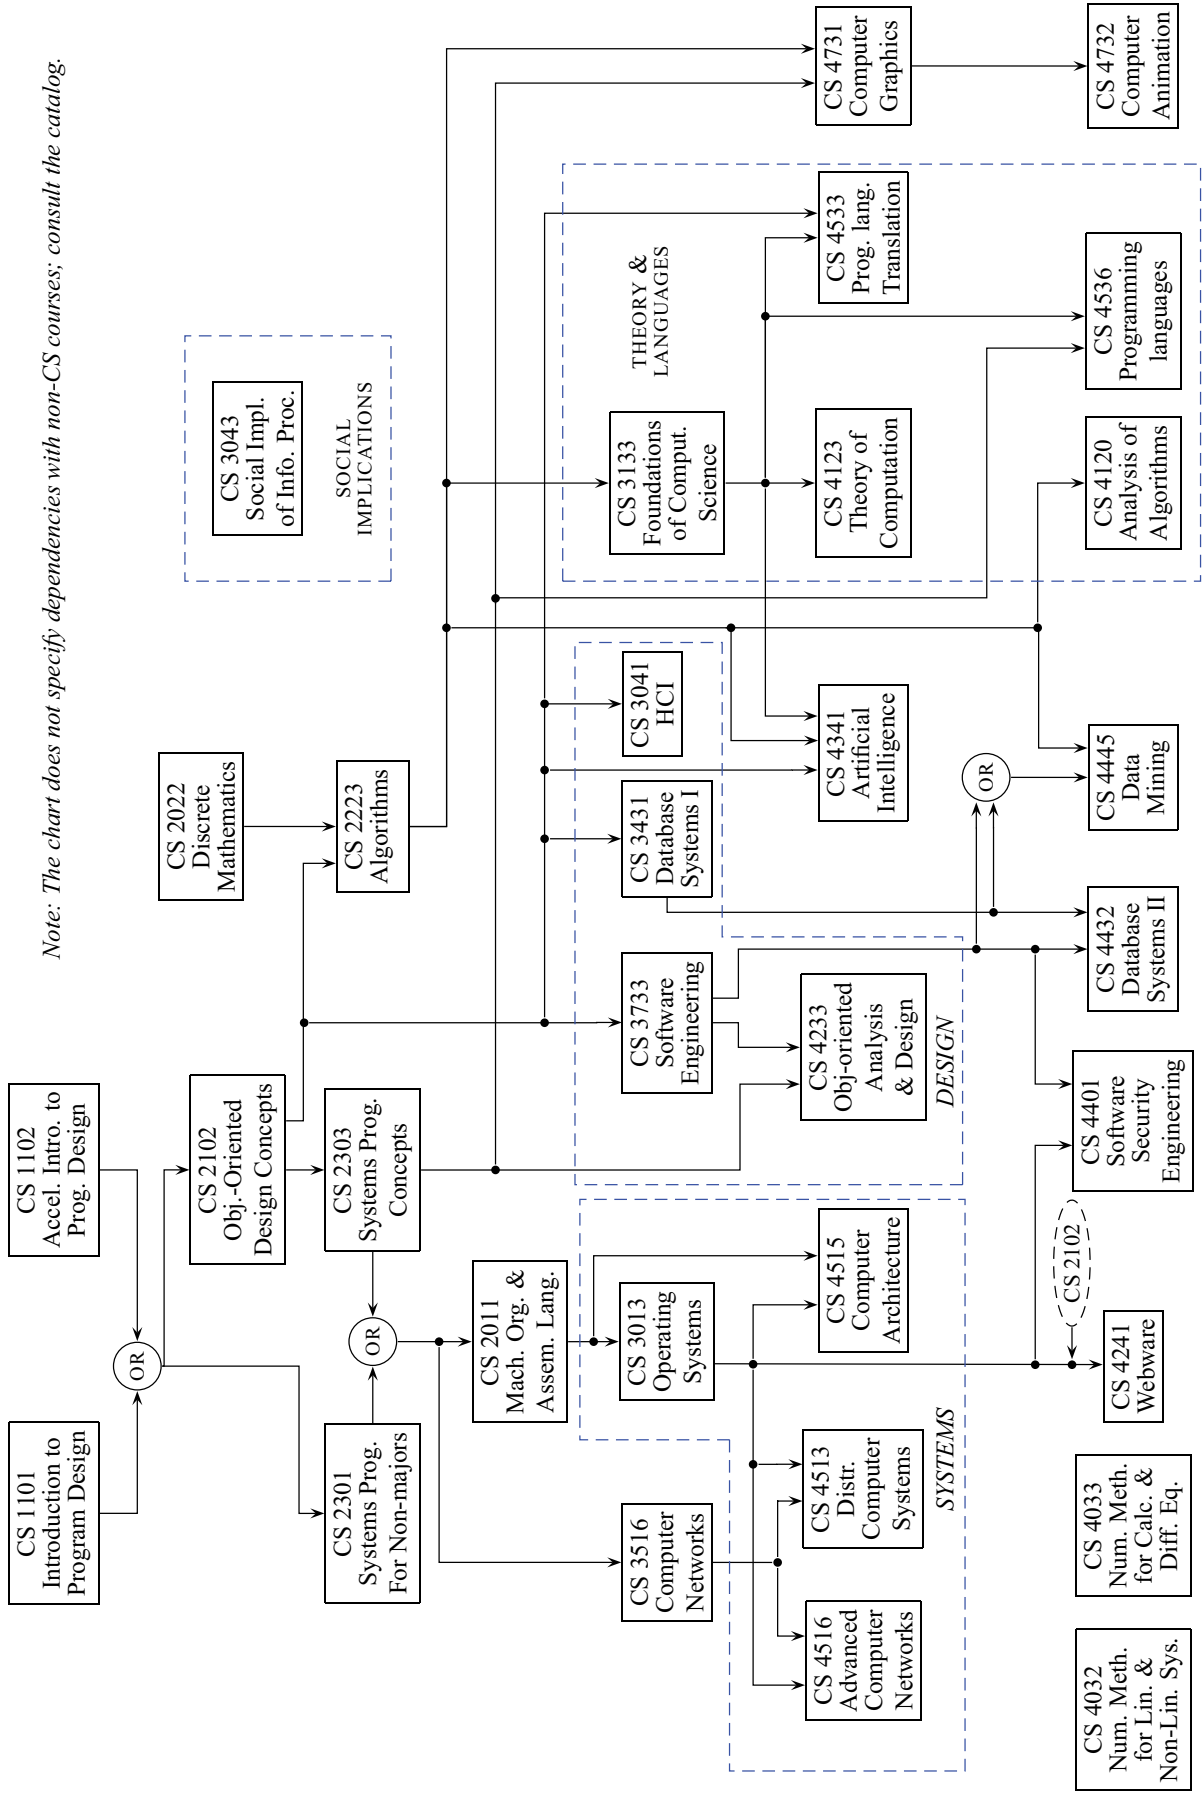 Note: The chart does not specify dependencies with non-CS courses; consult the catalog.
CS 1101
Introduction to
Program Design
CS 1102
Accel. Intro. to
Prog. Design
OR
CS 2022
Discrete
Mathematics
CS 3043
Social Impl.
of Info. Proc.
SOCIAL
IMPLICATIONS
CS 2102
Obj.-Oriented
Design Concepts
CS 2301
Systems Prog.
For Non-majors
OR
CS 2303
Systems Prog.
Concepts
CS 2223
Algorithms
CS 2011
Mach. Org. &
Assem. Lang.
CS 3516
Computer
Networks
CS 3013
Operating
Systems
CS 3733
Software
Engineering
CS 3431
Database
Systems I
CS 3041
HCI
CS 3133
Foundations
of Comput.
Science
THEORY &
LANGUAGES
CS 4516
Advanced
Computer
Networks
CS 4513
Distr.
Computer
Systems
CS 4515
Computer
Architecture
SYSTEMS
CS 4233
Obj-oriented
Analysis
& Design
DESIGN
CS 4341
Artificial
Intelligence
CS 4123
Theory of
Computation
CS 4533
Prog. lang.
Translation
CS 4731
Computer
Graphics
OR
CS 2102
CS 4032
Num. Meth.
for Lin. &
Non-Lin. Sys.
CS 4033
Num. Meth.
for Calc. &
Diff. Eq.
CS 4241
Webware
CS 4401
Software
Security
Engineering
CS 4432
Database
Systems II
CS 4445
Data
Mining
CS 4120
Analysis of
Algorithms
CS 4536
Programming
languages
CS 4732
Computer
Animation